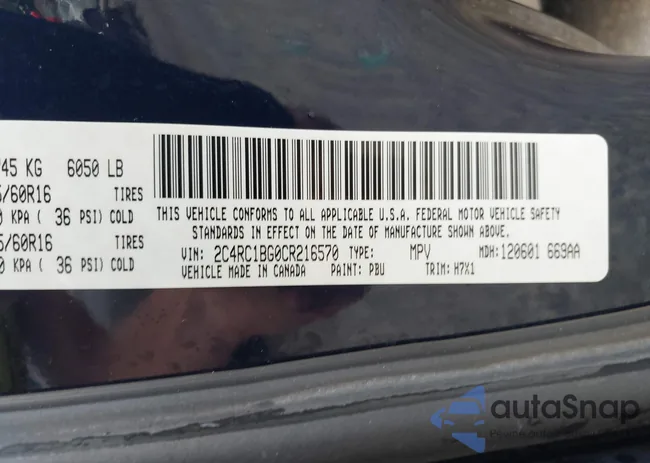 45 KG 6050 LB
/60R16 TIRES
KPA ( 36 PSI) COLD
/60R16 TIRES
KPA ( 36 PSI) COLD
THIS VEHICLE CONFORMS TO ALL APPLICABLE U.S.A. FEDERAL MOTOR VEHICLE SAFETY
STANDARDS IN EFFECT ON THE DATE OF MANUFACTURE SHOWN ABOVE.
VIN: 2C4RC1BG0CR216570 TYPE: MPV MDH: 120601 669AA
VEHICLE MADE IN CANADA PAINT: PBU TRIM: H7X1
autaSnap